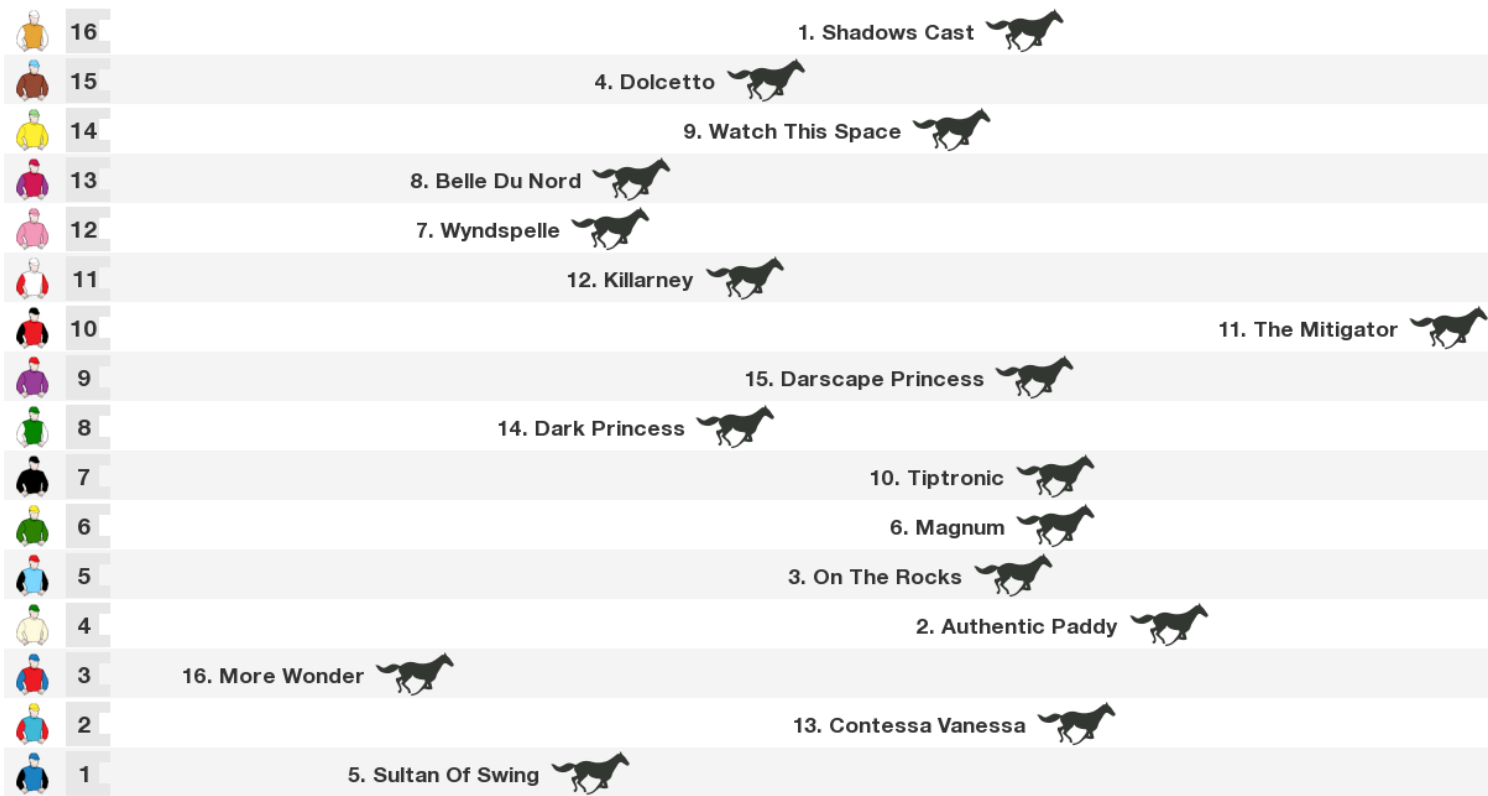 16 1. Shadows Cast
15 4. Dolcetto
14 9. Watch This Space
13 8. Belle Du Nord
12 7. Wyndspelle
11 12. Killarney
10 11. The Mitigator
9 15. Darscape Princess
8 14. Dark Princess
7 10. Tiptronic
6 6. Magnum
5 3. On The Rocks
4 2. Authentic Paddy
3 16. More Wonder
2 13. Contessa Vanessa
1 5. Sultan Of Swing